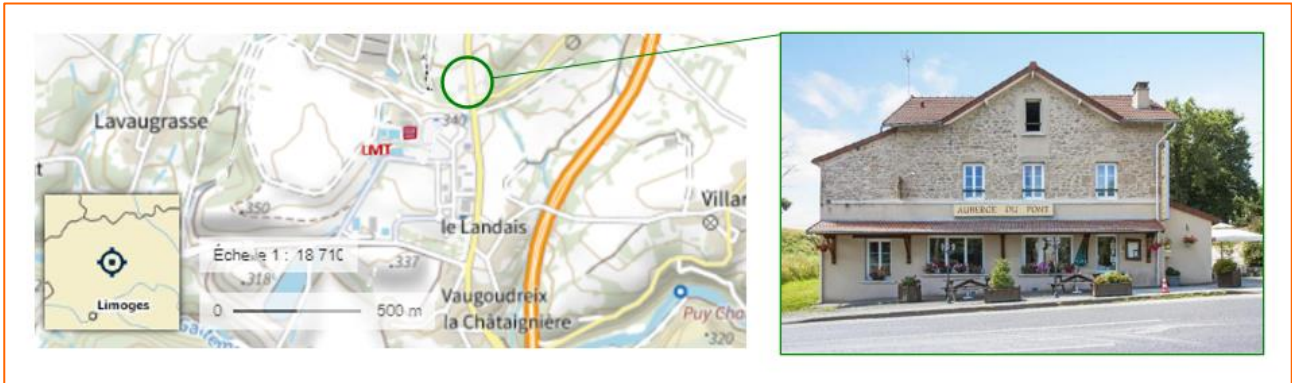 Lavaugrasse
340
LMT
350
le Landais
Villar
Échelle 1 : 18 710
318
337
0 500 m
Limoges
Vaugoudreix
la Châtaignière
Puy Cha
320
AUBERGE DU PONT